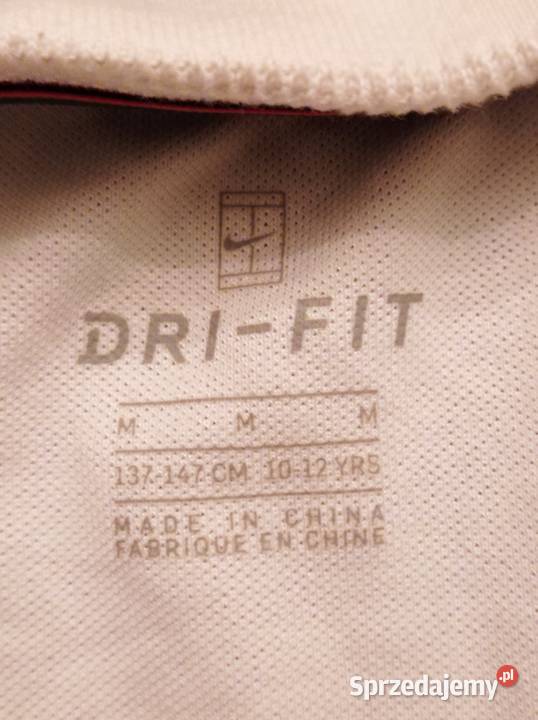 DRI-FIT
M M M
137-147 CM 10-12 YRS
MADE IN CHINA
FABRIQUE EN CHINE
Sprzedajemy.pl